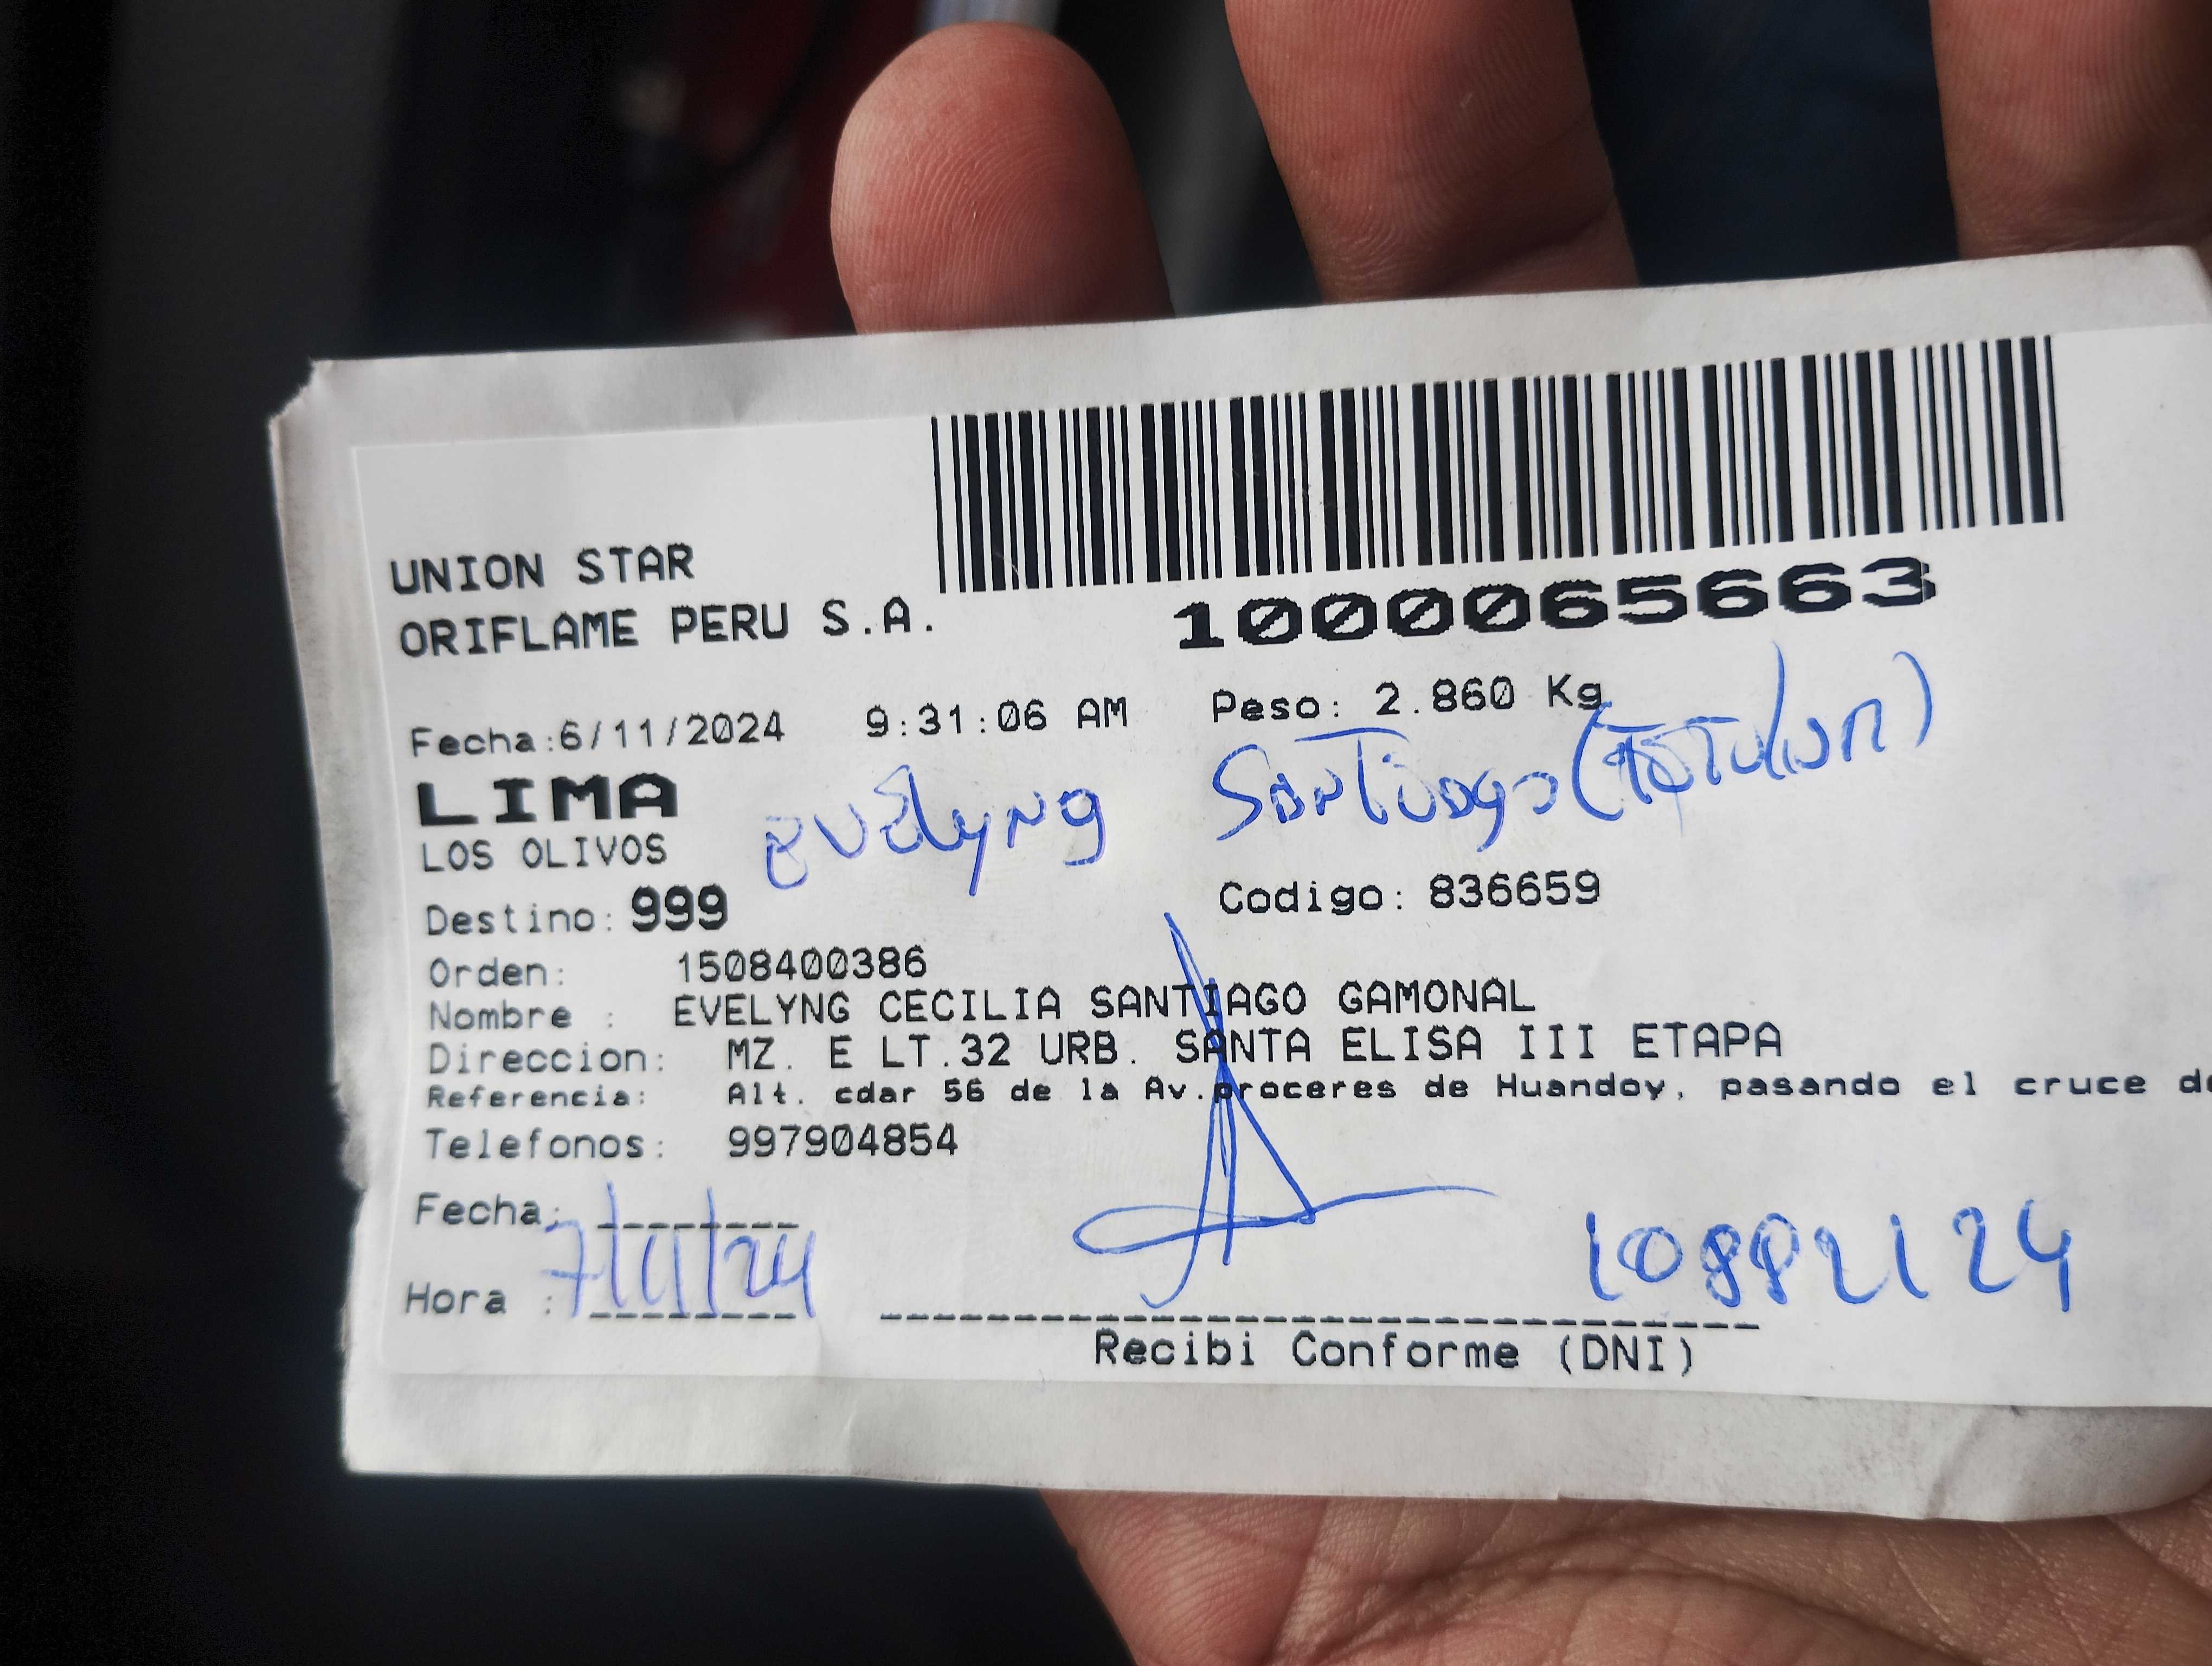 UNION STAR
ORIFLAME PERU S.A.
1000065663
Fecha:6/11/2024 9:31:06 AM Peso: 2.860 Kg
LIMA
evelyng Santiago (Titular)
LOS OLIVOS
Destino: 999 Codigo: 836659
Orden: 1508400386
Nombre : EVELYNG CECILIA SANTIAGO GAMONAL
Direccion: MZ. E LT.32 URB. SANTA ELISA III ETAPA
Referencia: Alt. cdar 56 de la Av.proceres de Huandoy, pasando el cruce de
Telefonos: 997904854
Fecha: 7/11/24
10882124
Hora :
Recibi Conforme (DNI)